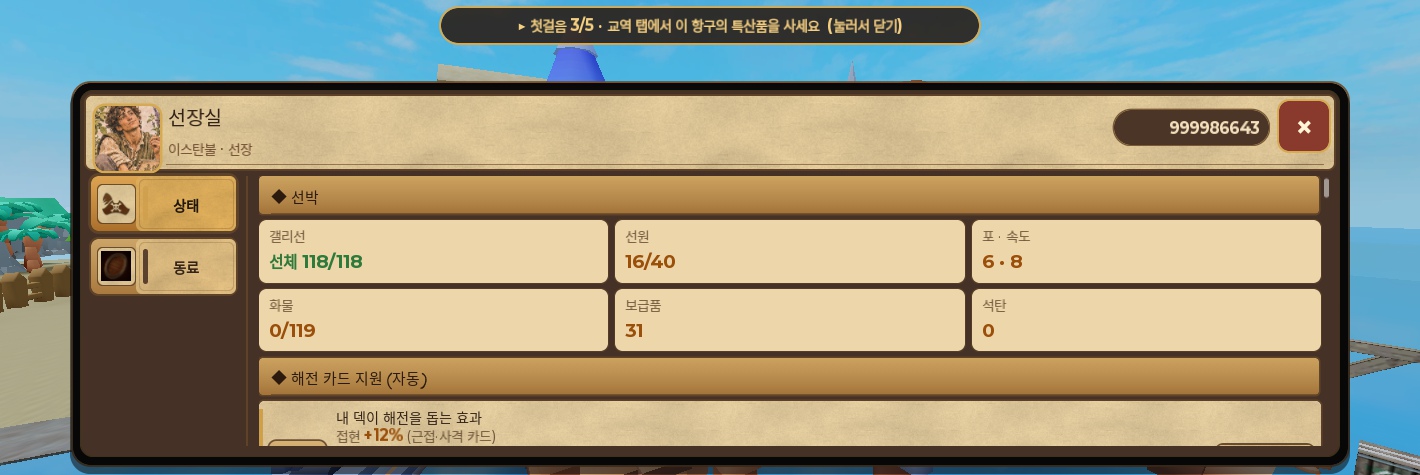 ▸ 첫걸음 3/5 · 교역 탭에서 이 항구의 특산품을 사세요 (눌러서 닫기)
선장실
이스탄불 · 선장
999986643
×
상태
동료
◆ 선박
갤리선
선체 118/118
선원
16/40
포 · 속도
6 · 8
화물
0/119
보급품
31
석탄
0
◆ 해전 카드 지원 (자동)
내 덱이 해전을 돕는 효과
접현 +12% (근접·사격 카드)